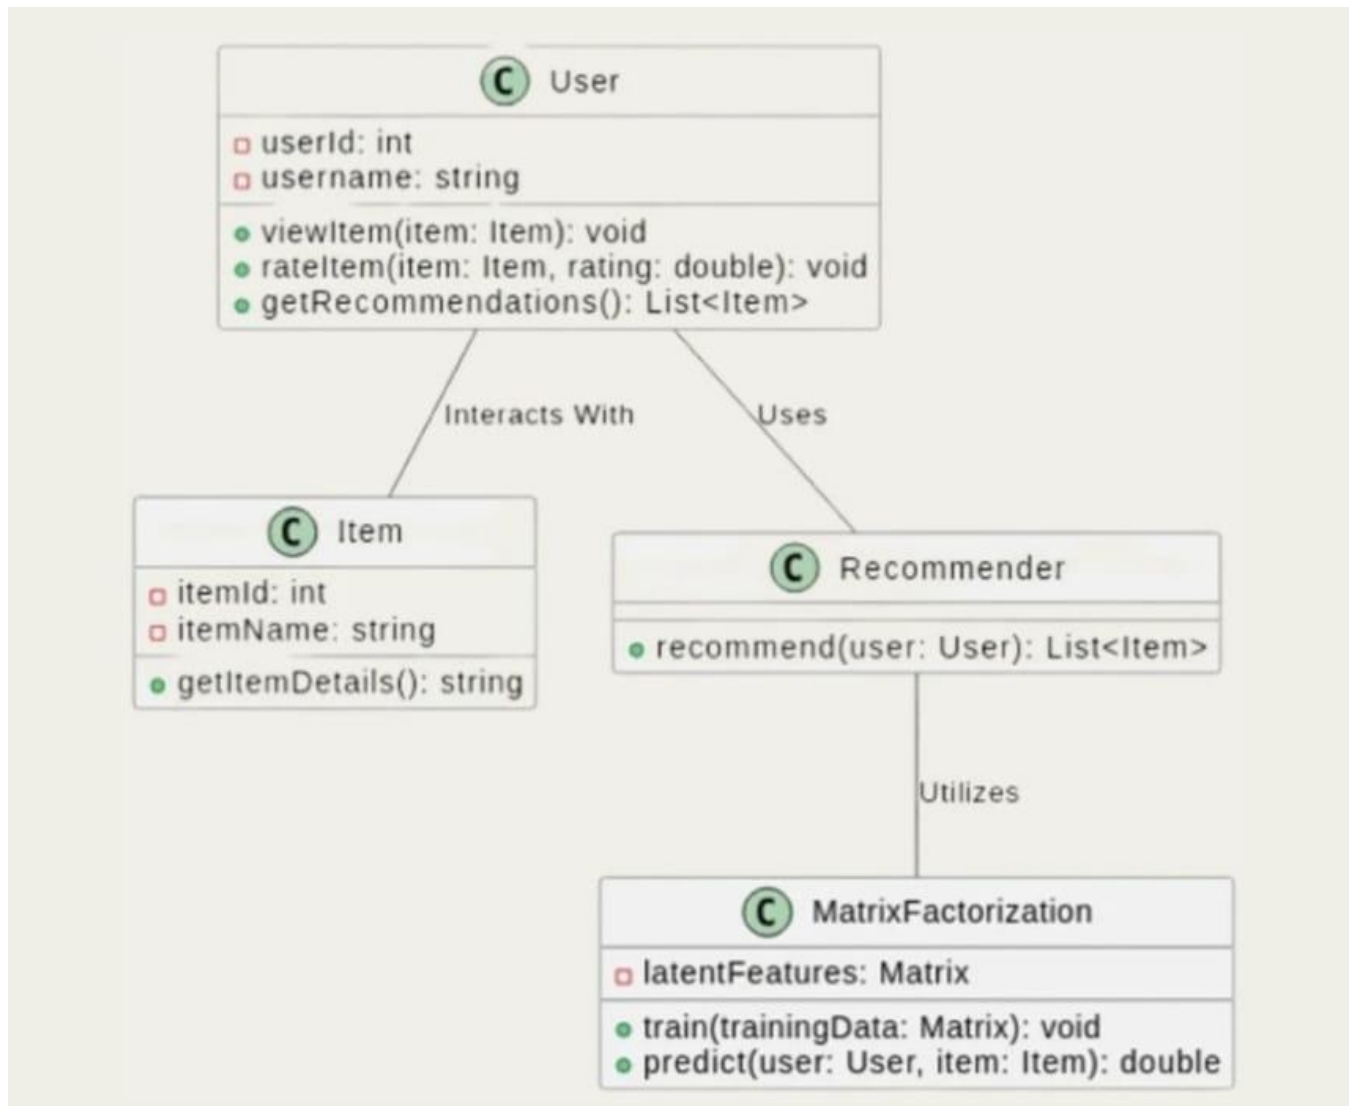 C User
userId: int
username: string
viewItem(item: Item): void
rateItem(item: Item, rating: double): void
getRecommendations(): List<Item>
Interacts With
Uses
C Item
itemId: int
itemName: string
getItemDetails(): string
C Recommender
recommend(user: User): List<Item>
Utilizes
C MatrixFactorization
latentFeatures: Matrix
train(trainingData: Matrix): void
predict(user: User, item: Item): double